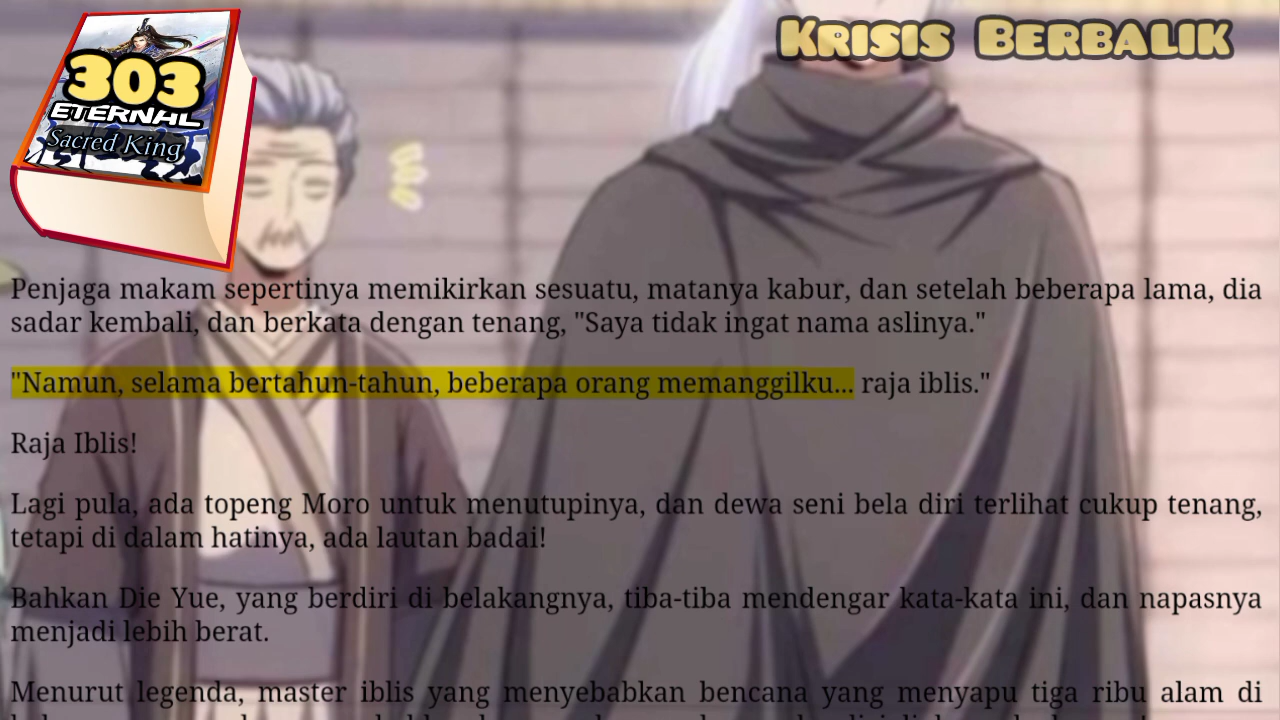 Krisis Berbalik
303
ETERNAL
Sacred King
Penjaga makam sepertinya memikirkan sesuatu, matanya kabur, dan setelah beberapa lama, dia
sadar kembali, dan berkata dengan tenang, "Saya tidak ingat nama aslinya."
"Namun, selama bertahun-tahun, beberapa orang memanggilku... raja iblis."
Raja Iblis!
Lagi pula, ada topeng Moro untuk menutupinya, dan dewa seni bela diri terlihat cukup tenang,
tetapi di dalam hatinya, ada lautan badai!
Bahkan Die Yue, yang berdiri di belakangnya, tiba-tiba mendengar kata-kata ini, dan napasnya
menjadi lebih berat.
Menurut legenda, master iblis yang menyebabkan bencana yang menyapu tiga ribu alam di